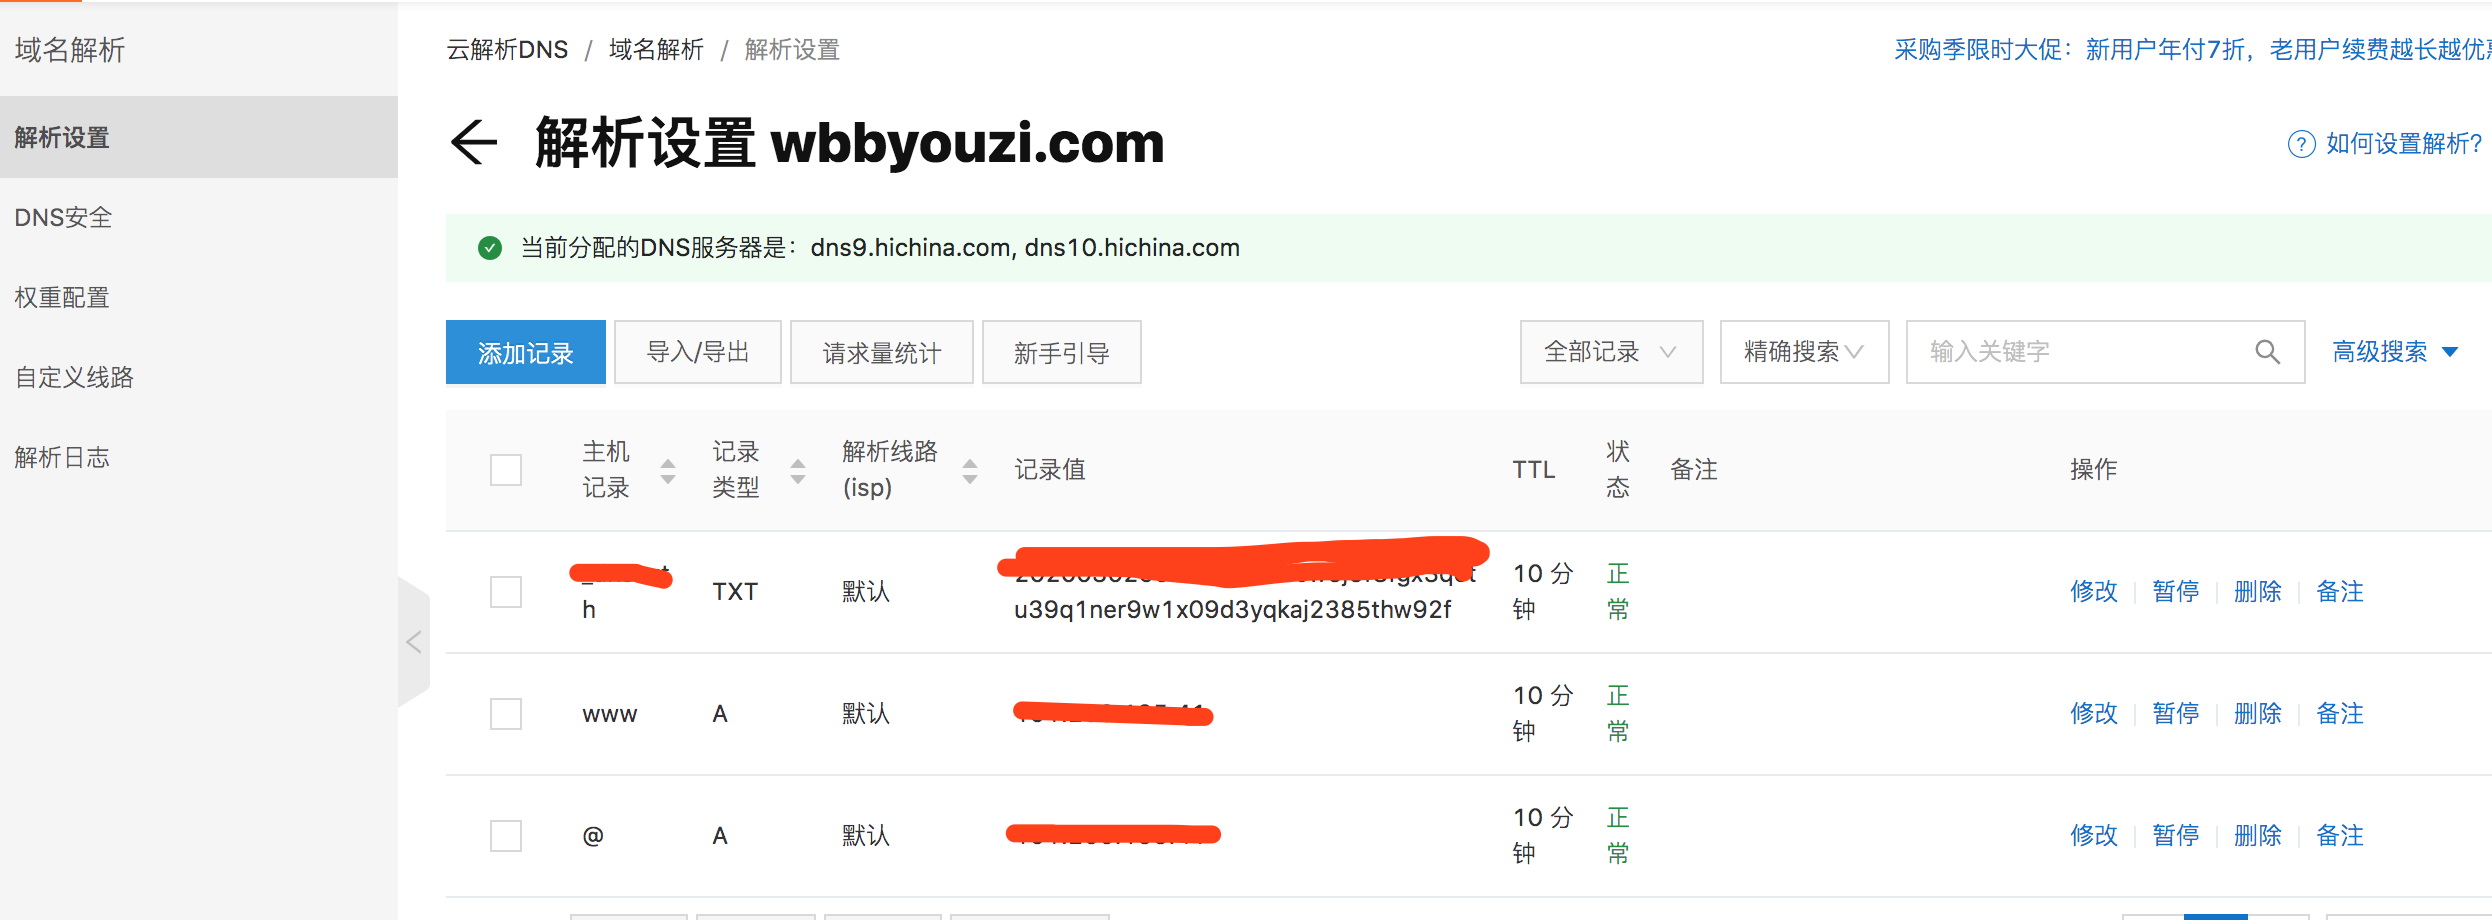 域名解析
解析设置
DNS安全
权重配置
自定义线路
解析日志
云解析DNS / 域名解析 / 解析设置
采购季限时大促：新用户年付7折，老用户续费越长越优
解析设置 wbbyouzi.com
如何设置解析?
当前分配的DNS服务器是：dns9.hichina.com, dns10.hichina.com
添加记录 导入/导出 请求量统计 新手引导 全部记录 精确搜索 输入关键字 高级搜索
主机
记录
记录
类型
解析线路
(isp)
记录值
TTL
状
态
备注
操作
h
TXT
默认
u39q1ner9w1x09d3yqkaj2385thw92f
10 分
钟
正
常
修改 暂停 删除 备注
www
A
默认
10 分
钟
正
常
修改 暂停 删除 备注
@
A
默认
10 分
钟
正
常
修改 暂停 删除 备注